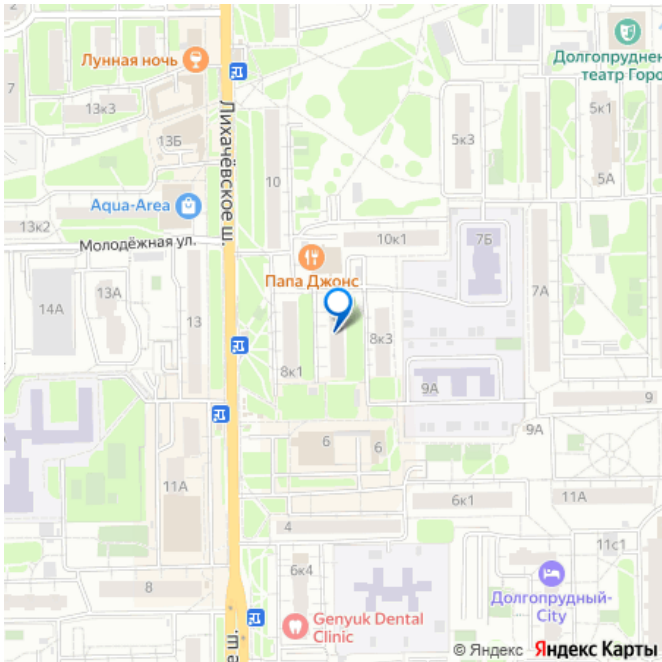 2
Лунная ночь
Долгопруднен
театр Горо
7
13к3
5к1
13Б
5к3
Лихачёвское ш.
10
5А
Aqua-Area
13к2
Молодёжная ул.
10к1
7Б
Папа Джонс
13А
7А
14А
13
8к1
8к3
9А
9
9А
6
6
11А
6к1
11А
4
11с1
6к4
8
Долгопрудный-
City
Genyuk Dental
Clinic
© Яндекс Яндекс Карты